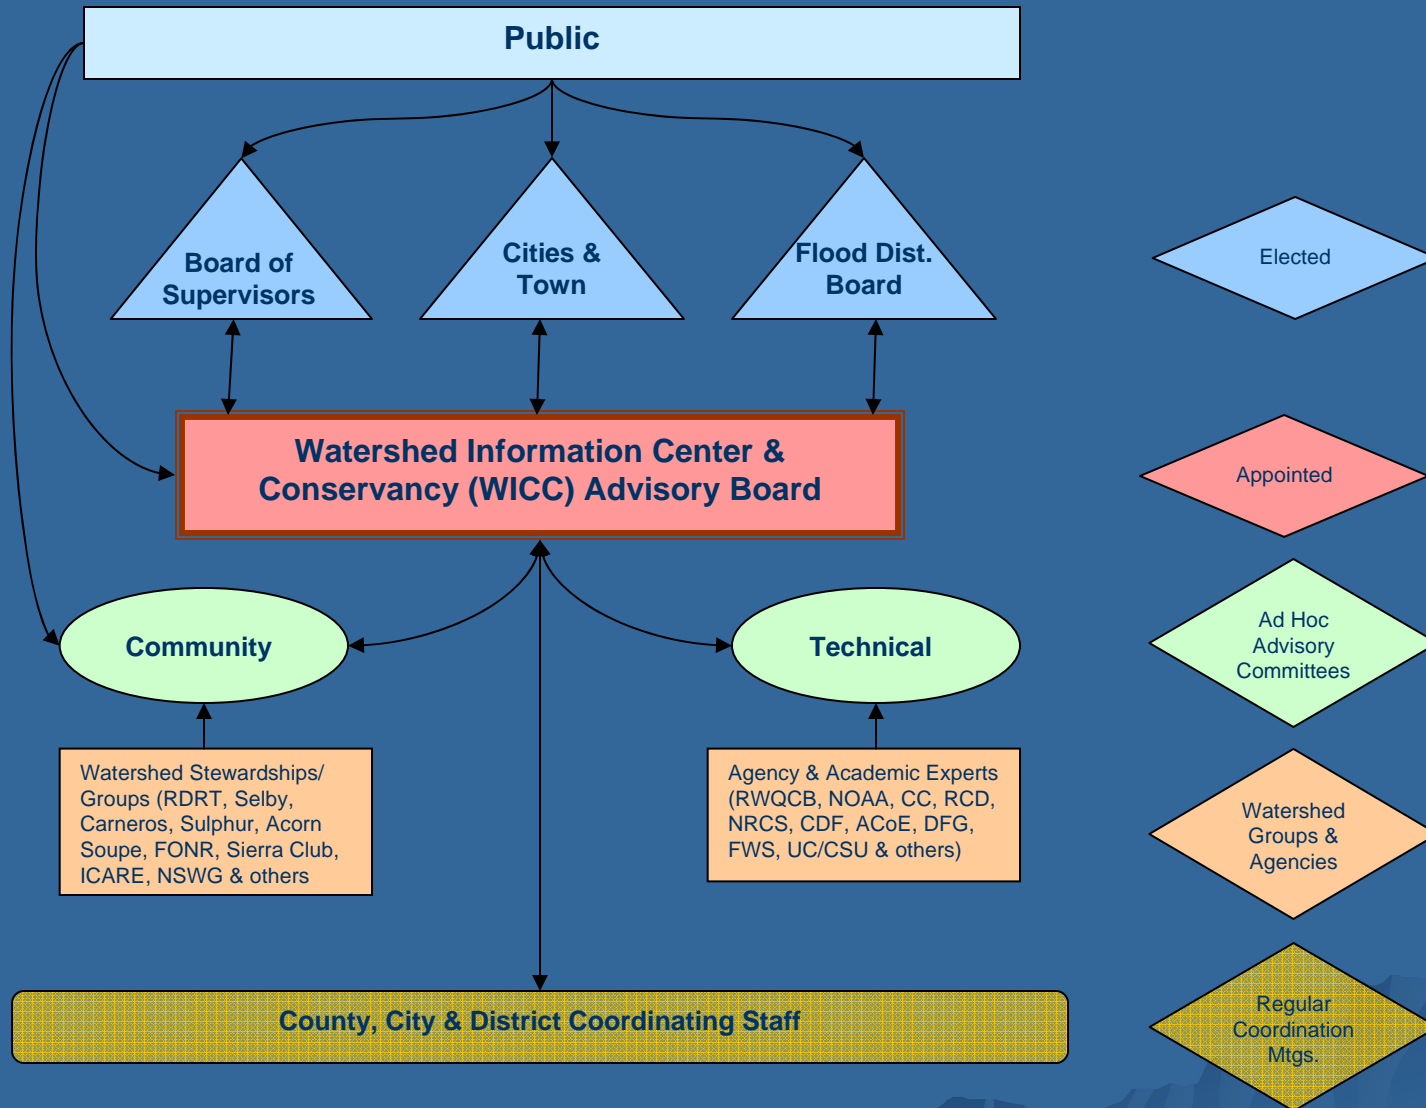 Public
Board of
Supervisors
Cities &
Town
Flood Dist.
Board
Elected
Watershed Information Center &
Conservancy (WICC) Advisory Board
Appointed
Community
Technical
Ad Hoc
Advisory
Committees
Watershed Stewardships/
Groups (RDRT, Selby,
Carneros, Sulphur, Acorn
Soupe, FONR, Sierra Club,
ICARE, NSWG & others
Agency & Academic Experts
(RWQCB, NOAA, CC, RCD,
NRCS, CDF, ACoE, DFG,
FWS, UC/CSU & others)
Watershed
Groups &
Agencies
County, City & District Coordinating Staff
Regular
Coordination
Mtgs.